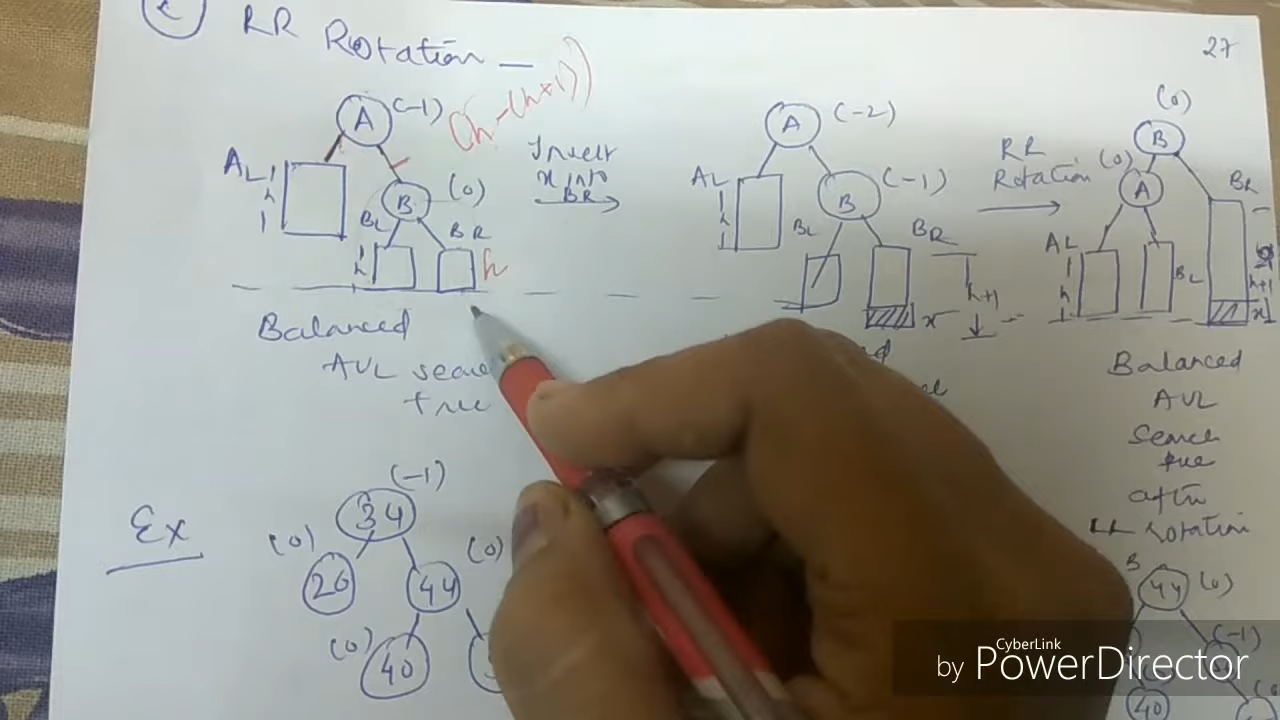 RR Rotation —
27
A (-1)
(h-(h+1))
AL
h
B (0)
BL
BR
h
h
Insert
x into
BR
A (-2)
AL
h
B (-1)
BL
BR
h+1
x
RR
Rotation
(0)
B
(0)
A
BR
AL
h
BL
h+1
x
Balanced
AVL
tree
Balanced
AVL
Search
tree
after
RR rotation
Ex
34 (-1)
(0) 26
44 (0)
(0) 40
B
44 (0)
(-1)
40
CyberLink
by PowerDirector